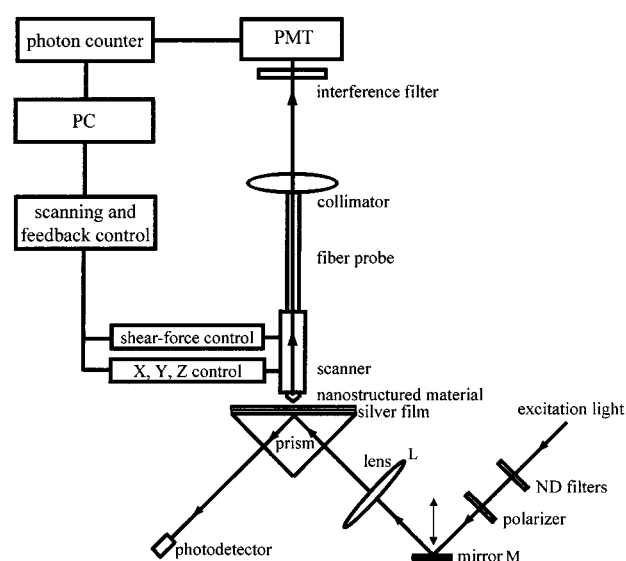 photon counter
PMT
interference filter
PC
collimator
scanning and
feedback control
fiber probe
shear-force control
X, Y, Z control
scanner
nanostructured material
silver film
prism
excitation light
lens
L
ND filters
polarizer
photodetector
mirror M